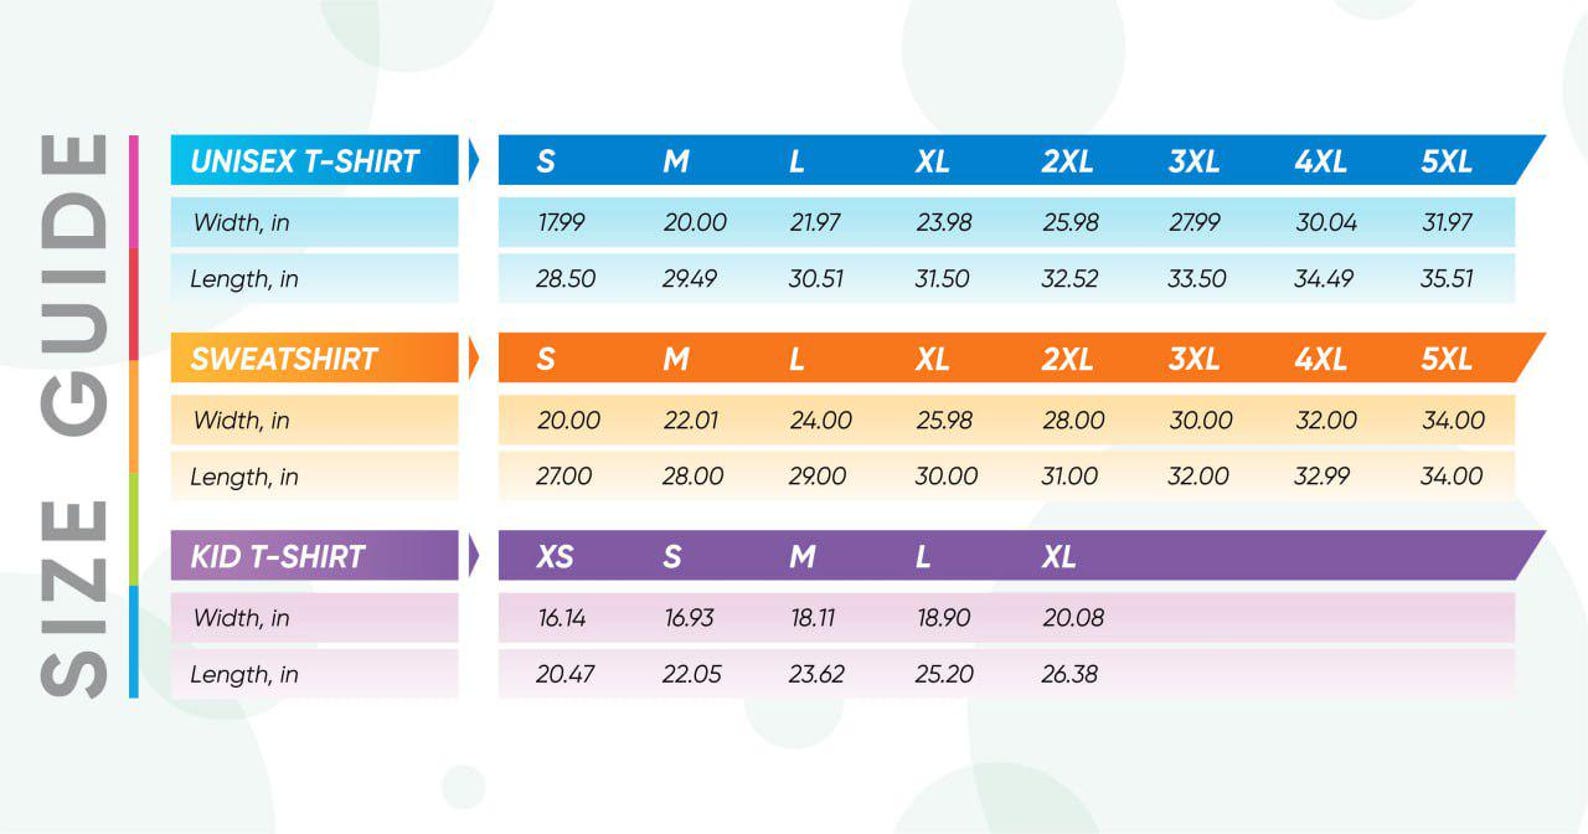 SIZE GUIDE
UNISEX T-SHIRT S M L XL 2XL 3XL 4XL 5XL
Width, in 17.99 20.00 21.97 23.98 25.98 27.99 30.04 31.97
Length, in 28.50 29.49 30.51 31.50 32.52 33.50 34.49 35.51
SWEATSHIRT S M L XL 2XL 3XL 4XL 5XL
Width, in 20.00 22.01 24.00 25.98 28.00 30.00 32.00 34.00
Length, in 27.00 28.00 29.00 30.00 31.00 32.00 32.99 34.00
KID T-SHIRT XS S M L XL
Width, in 16.14 16.93 18.11 18.90 20.08
Length, in 20.47 22.05 23.62 25.20 26.38